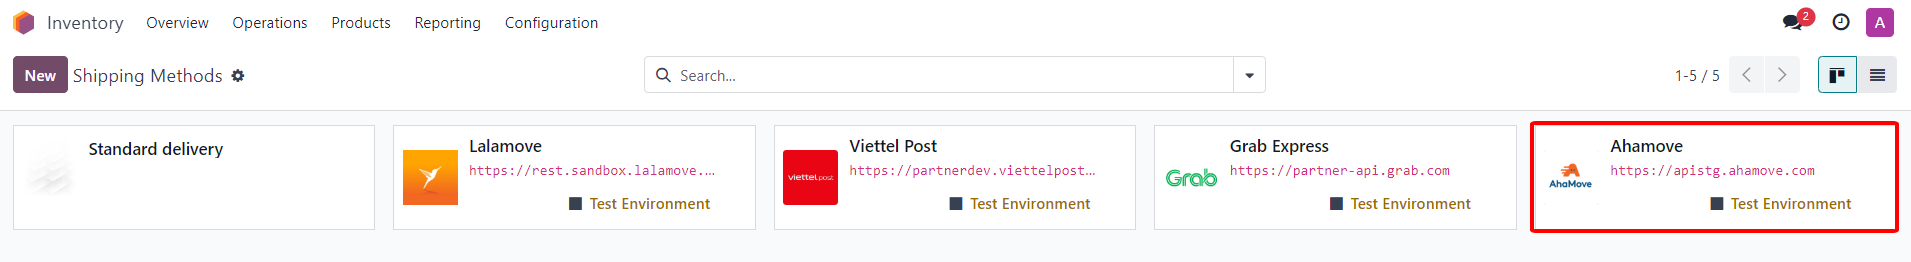 Inventory Overview Operations Products Reporting Configuration 2 A
New Shipping Methods Search... 1-5 / 5
Standard delivery
Lalamove
https://rest.sandbox.lalamove....
Test Environment
viettel post
Viettel Post
https://partnerdev.viettelpost...
Test Environment
Grab
Grab Express
https://partner-api.grab.com
Test Environment
AhaMove
Ahamove
https://apistg.ahamove.com
Test Environment